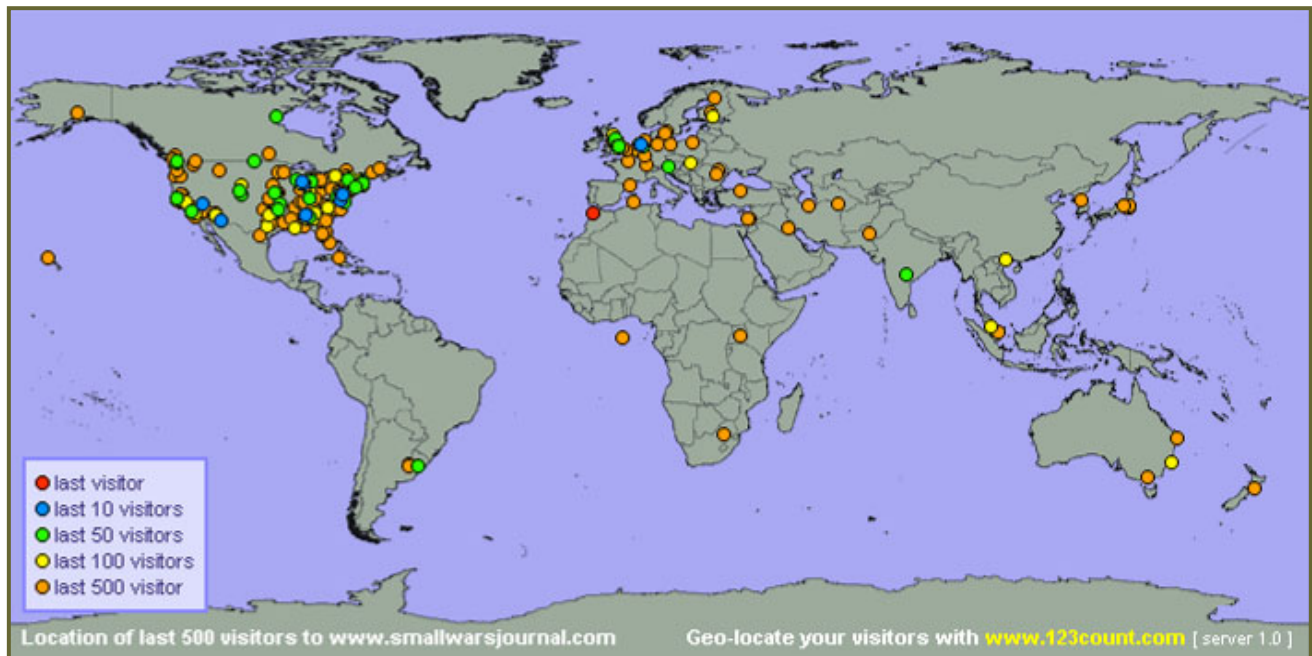 last visitor
last 10 visitors
last 50 visitors
last 100 visitors
last 500 visitor
Location of last 500 visitors to www.smallwarsjournal.com
Geo-locate your visitors with www.123count.com [ server 1.0 ]